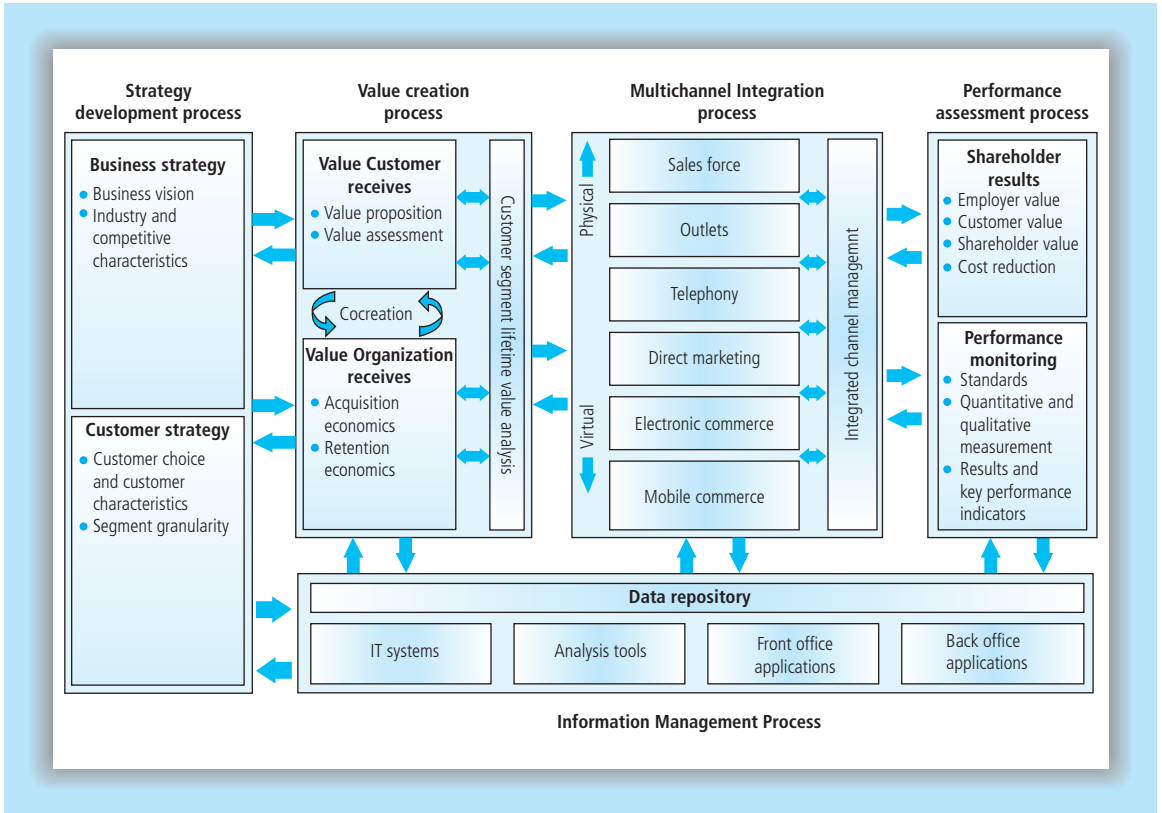 Strategy
development process
Business strategy
Business vision
Industry and
competitive
characteristics
Customer strategy
Customer choice
and customer
characteristics
Segment granularity
Value creation
process
Value Customer
receives
Value proposition
Value assessment
Cocreation
Value Organization
receives
Acquisition
economics
Retention
economics
Customer segment lifetime value analysis
Multichannel Integration
process
Physical
Virtual
Sales force
Outlets
Telephony
Direct marketing
Electronic commerce
Mobile commerce
Integrated channel managemnt
Performance
assessment process
Shareholder
results
Employer value
Customer value
Shareholder value
Cost reduction
Performance
monitoring
Standards
Quantitative and
qualitative
measurement
Results and
key performance
indicators
Data repository
IT systems
Analysis tools
Front office
applications
Back office
applications
Information Management Process